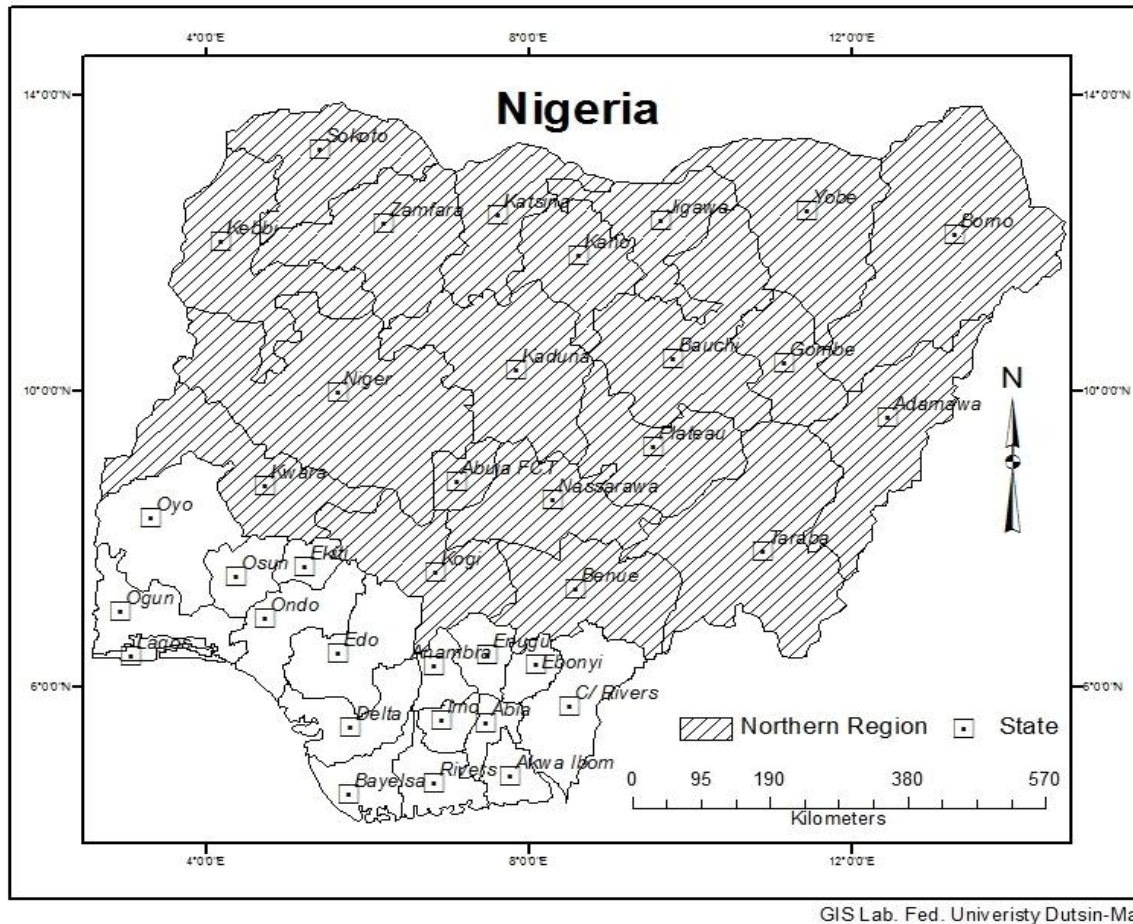 4°0'0"E 8°0'0"E 12°0'0"E
14°0'0"N 14°0'0"N
Nigeria
Sokoto
Katsina
Zamfara
Jigawa
Yobe
Borno
Kebbi
Kano
Bauchi
Gombe
Kaduna
Niger
10°0'0"N 10°0'0"N
N
Adamawa
Plateau
Abuja FCT
Kwara
Nassarawa
Oyo
Taraba
Ekiti
Osun
Kogi
Benue
Ogun
Ondo
Edo
Lagos
Anambra
Enugu
Ebonyi
6°0'0"N 6°0'0"N
C/ Rivers
Delta
Imo
Abia
Northern Region State
Bayelsa
Rivers
Akwa Ibom
0 95 190 380 570
Kilometers
4°0'0"E 8°0'0"E 12°0'0"E
GIS Lab. Fed. Univeristy Dutsin-Ma